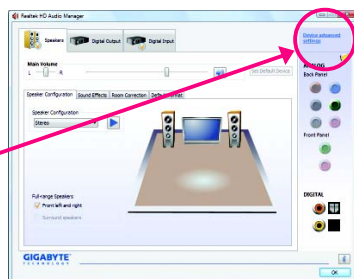 Realtek HD Audio Manager
Speakers
Digital Output
Digital Input
Device advanced settings
Main Volume
L
R
Set Default Device
ANALOG
Back Panel
Speaker Configuration
Sound Effects
Room Correction
Default Format
Speaker Configuration
Stereo
Front Panel
Full-range Speakers
Front left and right
Surround speakers
DIGITAL
GIGABYTE
TECHNOLOGY
OK